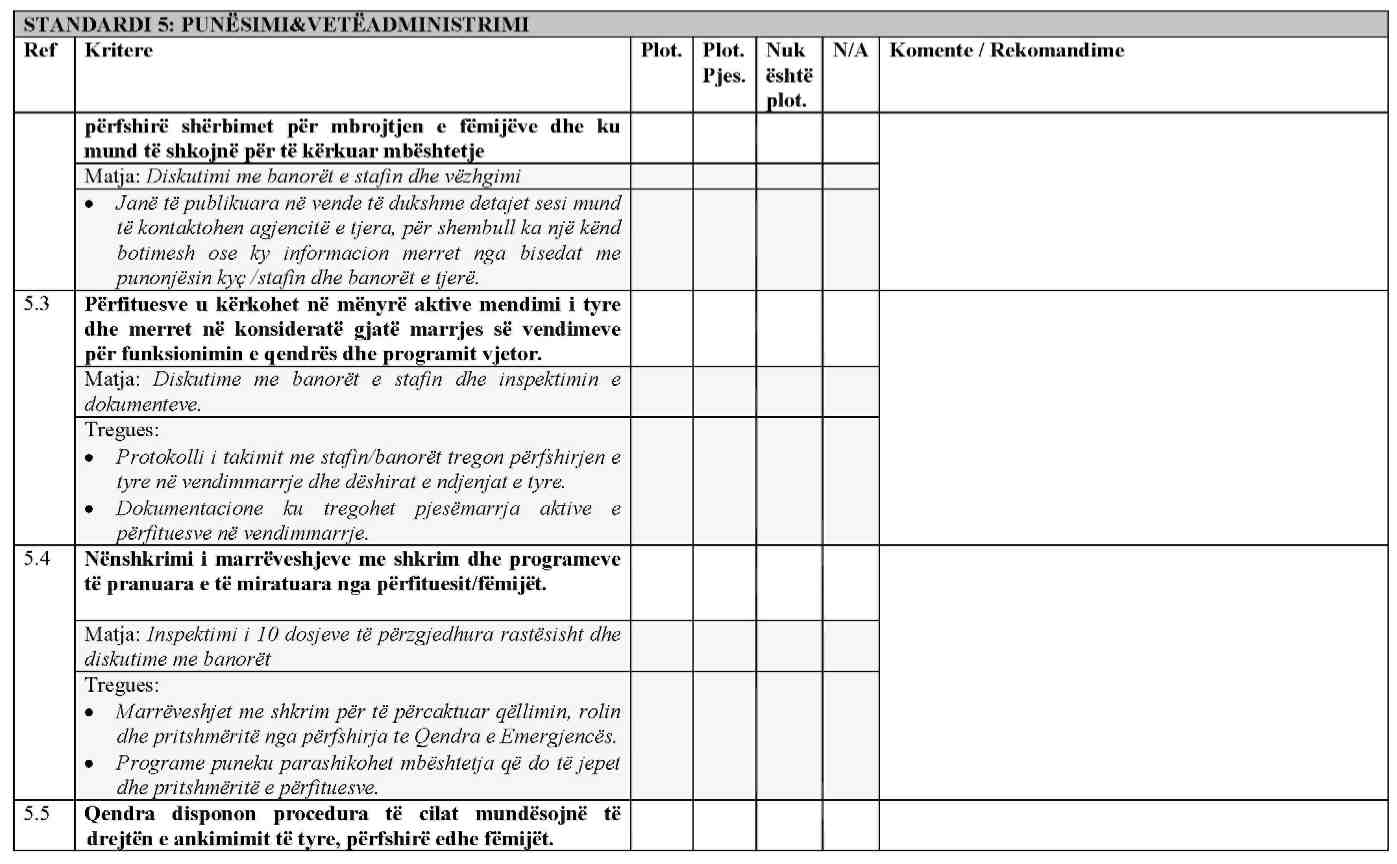 STANDARDI 5: PUNËSIMI&VETËADMINISTRIMI
Ref Kritere Plot. Plot. Nuk N/A Komente / Rekomandime
Pjes. është
plot.
përfshirë shërbimet për mbrojtjen e fëmijëve dhe ku
mund të shkojnë për të kërkuar mbështetje
Matja: Diskutimi me banorët e stafin dhe vëzhgimi
• Janë të publikuara në vende të dukshme detajet sesi mund
të kontaktohen agjencitë e tjera, për shembull ka një kënd
botimesh ose ky informacion merret nga bisedat me
punonjësin kyç /stafin dhe banorët e tjerë.
5.3 Përfituesve u kërkohet në mënyrë aktive mendimi i tyre
dhe merret në konsideratë gjatë marrjes së vendimeve
për funksionimin e qendrës dhe programit vjetor.
Matja: Diskutime me banorët e stafin dhe inspektimin e
dokumenteve.
Tregues:
• Protokolli i takimit me stafin/banorët tregon përfshirjen e
tyre në vendimmarrje dhe dëshirat e ndjenjat e tyre.
• Dokumentacione ku tregohet pjesëmarrja aktive e
përfituesve në vendimmarrje.
5.4 Nënshkrimi i marrëveshjeve me shkrim dhe programeve
të pranuara e të miratuara nga përfituesit/fëmijët.
Matja: Inspektimi i 10 dosjeve të përzgjedhura rastësisht dhe
diskutime me banorët
Tregues:
• Marrëveshjet me shkrim për të përcaktuar qëllimin, rolin
dhe pritshmëritë nga përfshirja te Qendra e Emergjencës.
• Programe puneku parashikohet mbështetja që do të jepet
dhe pritshmëritë e përfituesve.
5.5 Qendra disponon procedura të cilat mundësojnë të
drejtën e ankimimit të tyre, përfshirë edhe fëmijët.